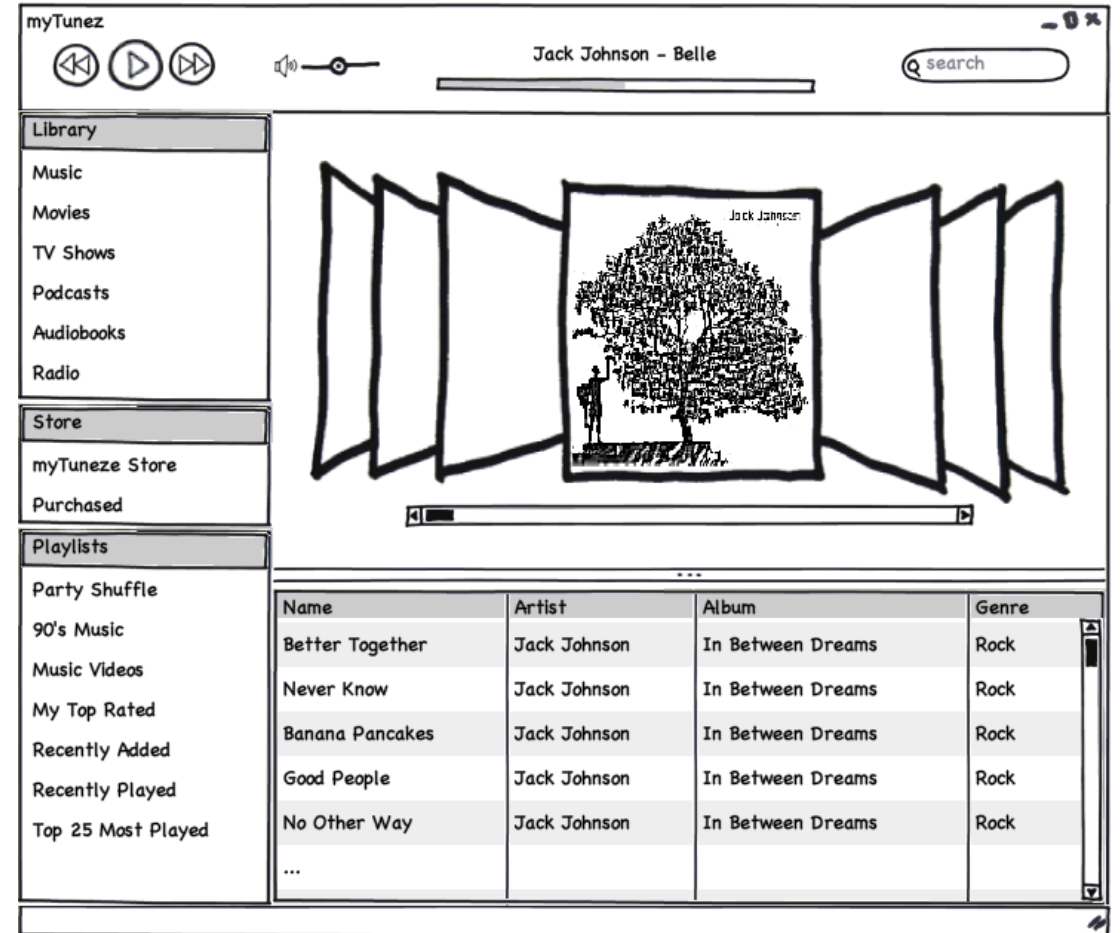 myTunez
Jack Johnson - Belle
search
Library
Music
Movies
TV Shows
Podcasts
Audiobooks
Radio
Store
myTuneze Store
Purchased
Playlists
Party Shuffle
90's Music
Music Videos
My Top Rated
Recently Added
Recently Played
Top 25 Most Played
Jack Johnson
Name Artist Album Genre
Better Together Jack Johnson In Between Dreams Rock
Never Know Jack Johnson In Between Dreams Rock
Banana Pancakes Jack Johnson In Between Dreams Rock
Good People Jack Johnson In Between Dreams Rock
No Other Way Jack Johnson In Between Dreams Rock
...